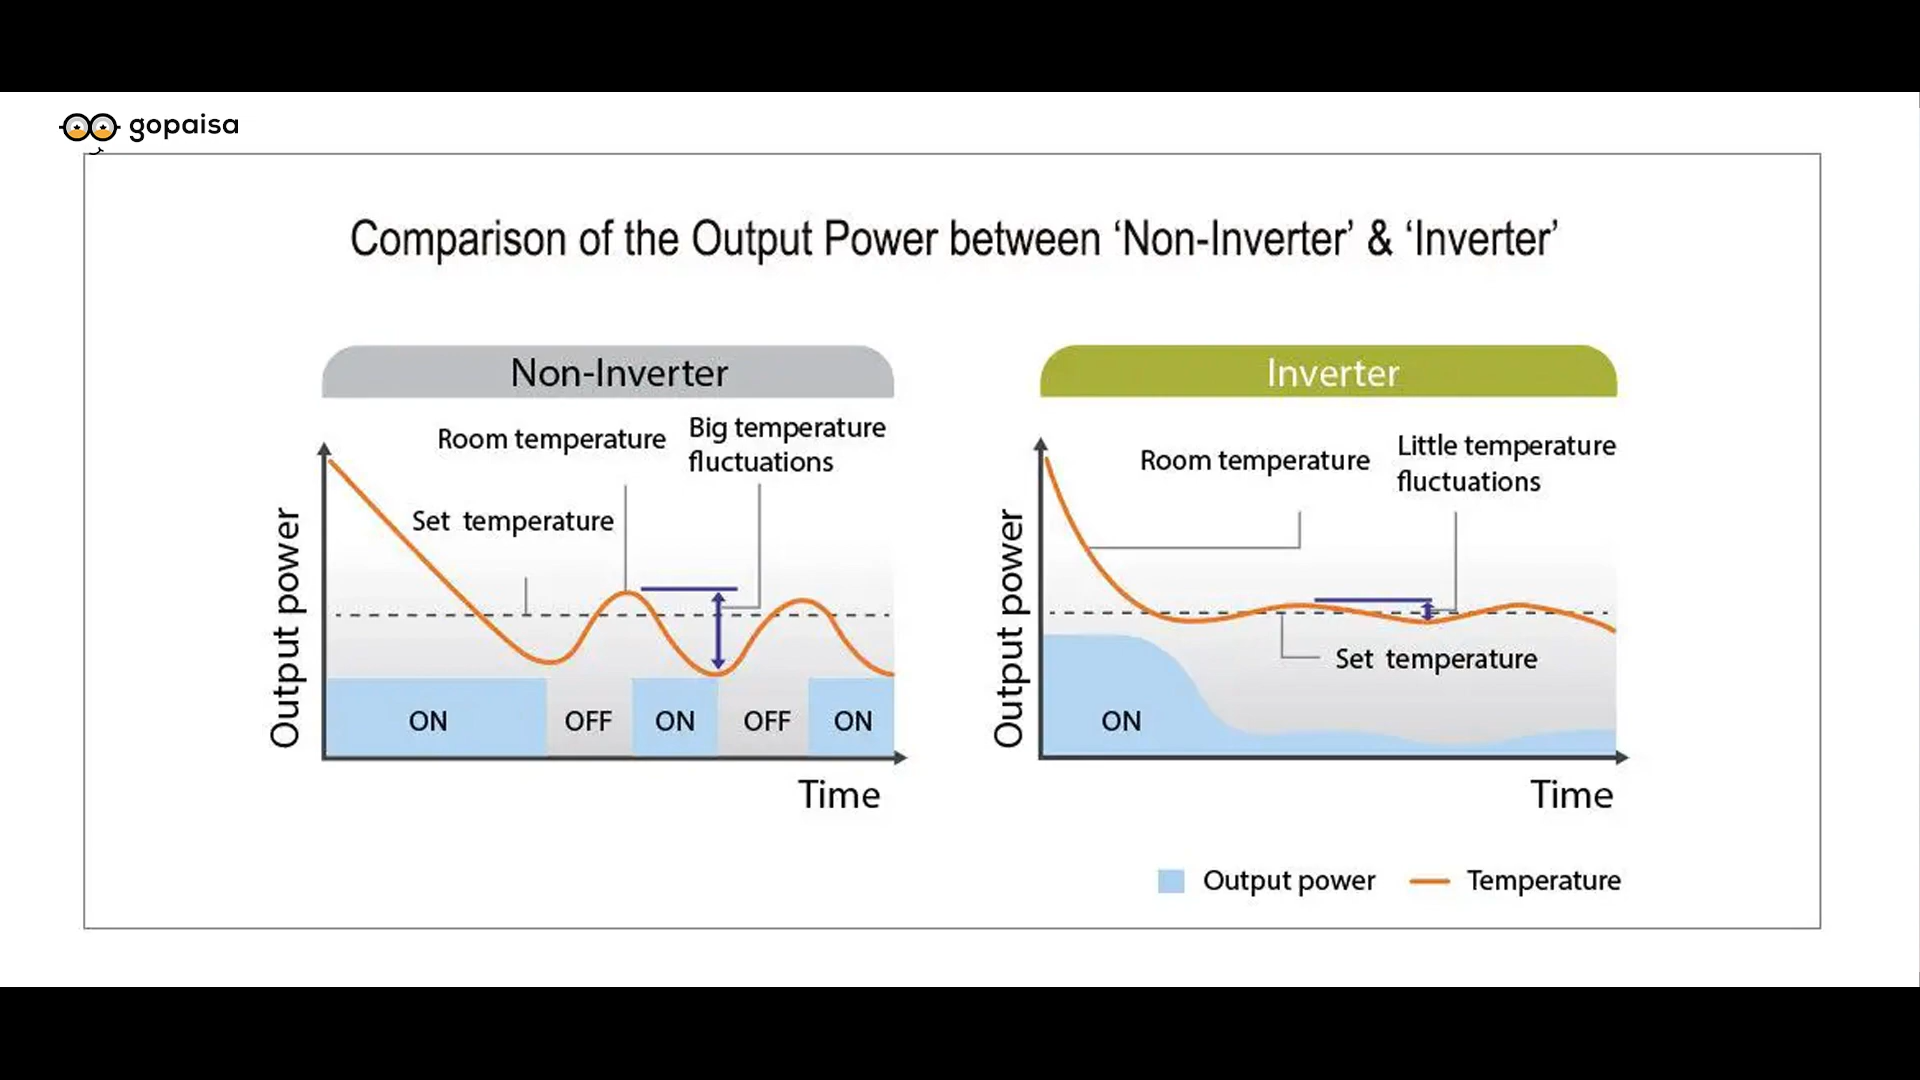 gopaisa
Comparison of the Output Power between ‘Non-Inverter’ & ‘Inverter’
Non-Inverter
Room temperature
Big temperature
fluctuations
Set temperature
Output power
ON
OFF
ON
OFF
ON
Time
Inverter
Room temperature
Little temperature
fluctuations
Set temperature
Output power
ON
Time
Output power
Temperature